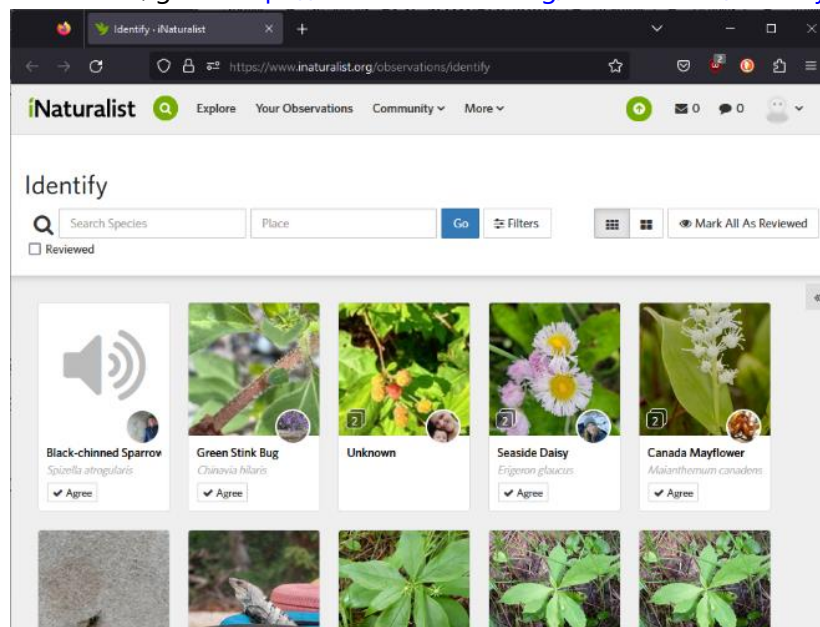 Identify - iNaturalist
https://www.inaturalist.org/observations/identify
2
iNaturalist Explore Your Observations Community More 0 0
Identify
Search Species Place Go Filters Mark All As Reviewed
Reviewed
2 2 2
Black-chinned Sparrow Green Stink Bug Unknown Seaside Daisy Canada Mayflower
Spizella atrogularis Chinavia hilaris Erigeron glaucus Maianthemum canadens
Agree Agree Agree Agree